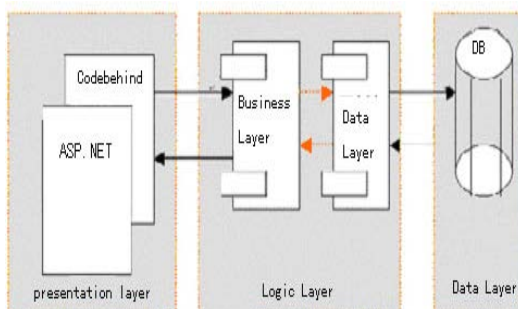 Codebehind
ASP.NET
presentation layer
Business
Layer
Data
Layer
Logic Layer
DB
Data Layer